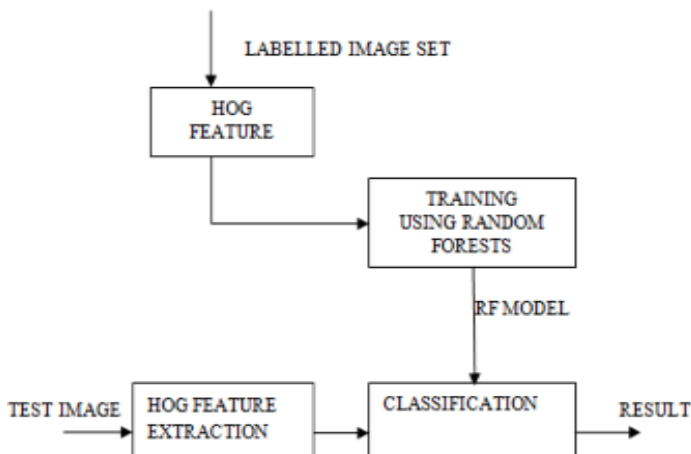 LABELLED IMAGE SET
HOG
FEATURE
TRAINING
USING RANDOM
FORESTS
RF MODEL
TEST IMAGE
HOG FEATURE
EXTRACTION
CLASSIFICATION
RESULT